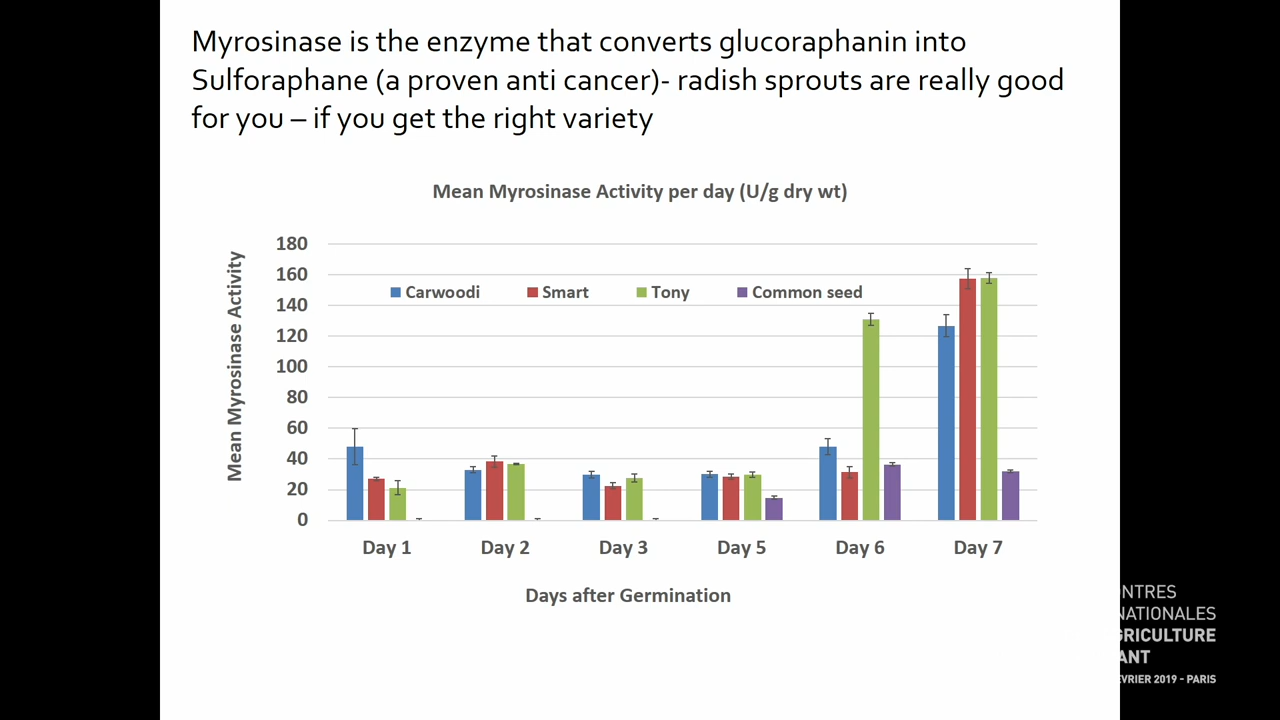 Myrosinase is the enzyme that converts glucoraphanin into
Sulforaphane (a proven anti cancer)- radish sprouts are really good
for you – if you get the right variety
Mean Myrosinase Activity per day (U/g dry wt)
Mean Myrosinase Activity
180
160
140
120
100
80
60
40
20
0
Carwoodi Smart Tony Common seed
Day 1 Day 2 Day 3 Day 5 Day 6 Day 7
Days after Germination
NTRES
NATIONALES
GRICULTURE
ANT
VRIER 2019 - PARIS